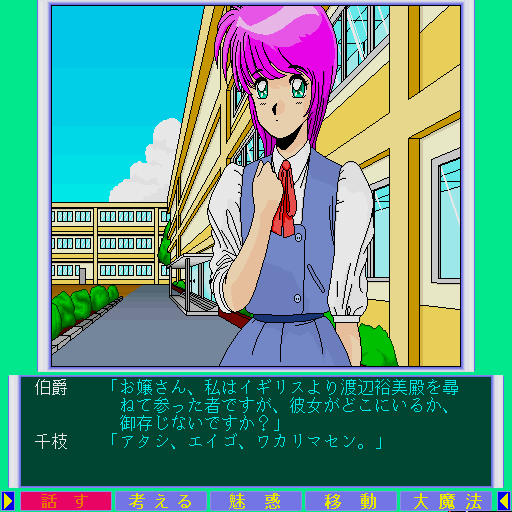 伯爵 「お嬢さん、私はイギリスより渡辺裕美殿を尋
ねて参った者ですが、彼女がどこにいるか、
御存じないですか?」
千枝 「アタシ、エイゴ、ワカリマセン。」
話す 考える 魅惑 移動 大魔法